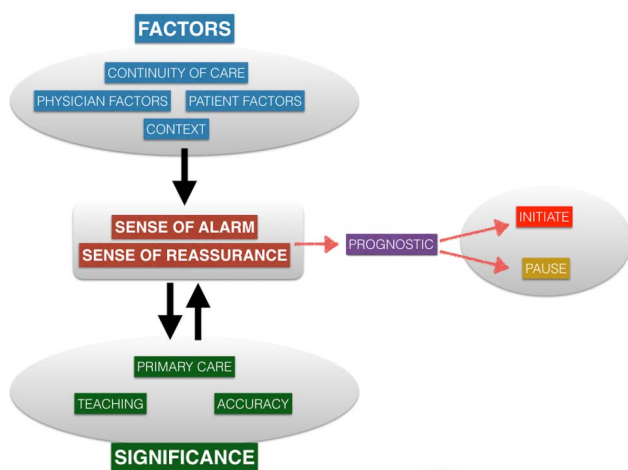 FACTORS
CONTINUITY OF CARE
PHYSICIAN FACTORS PATIENT FACTORS
CONTEXT
SENSE OF ALARM
SENSE OF REASSURANCE
PROGNOSTIC
INITIATE
PAUSE
PRIMARY CARE
TEACHING ACCURACY
SIGNIFICANCE